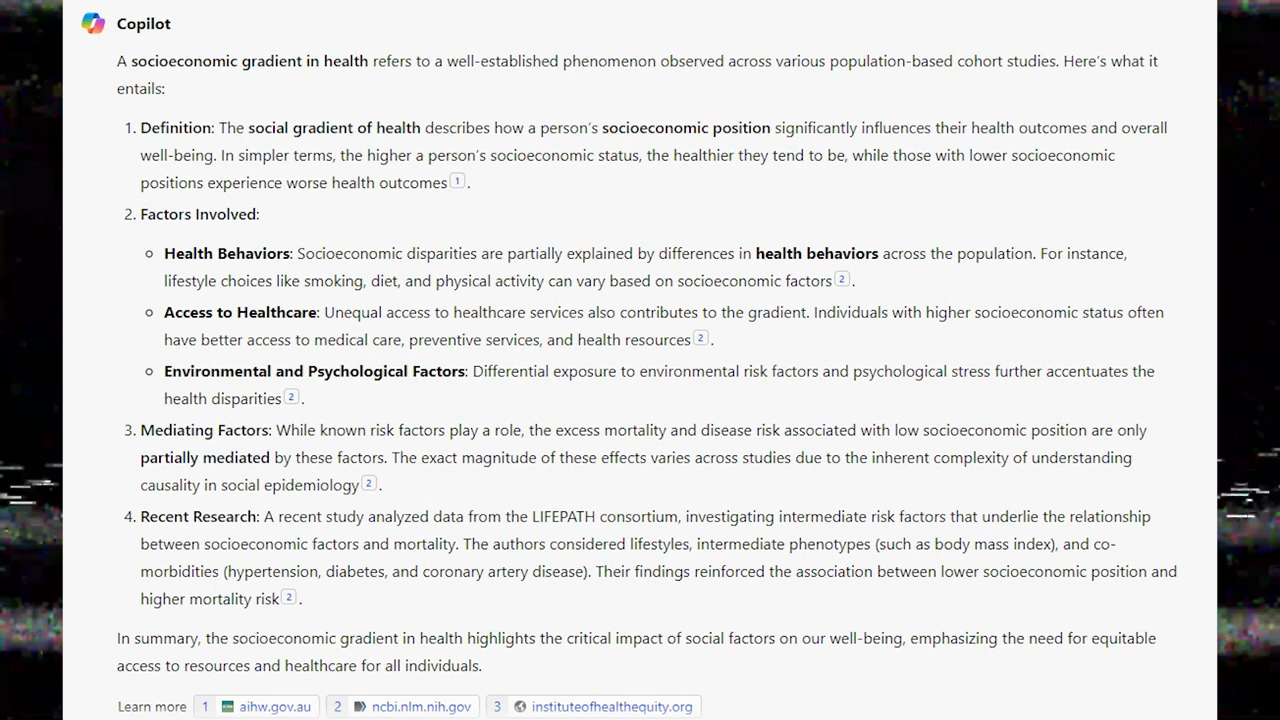 Copilot
A socioeconomic gradient in health refers to a well-established phenomenon observed across various population-based cohort studies. Here's what it
entails:
1. Definition: The social gradient of health describes how a person's socioeconomic position significantly influences their health outcomes and overall
well-being. In simpler terms, the higher a person's socioeconomic status, the healthier they tend to be, while those with lower socioeconomic
positions experience worse health outcomes 1 .
2. Factors Involved:
Health Behaviors: Socioeconomic disparities are partially explained by differences in health behaviors across the population. For instance,
lifestyle choices like smoking, diet, and physical activity can vary based on socioeconomic factors 2 .
Access to Healthcare: Unequal access to healthcare services also contributes to the gradient. Individuals with higher socioeconomic status often
have better access to medical care, preventive services, and health resources 2 .
Environmental and Psychological Factors: Differential exposure to environmental risk factors and psychological stress further accentuates the
health disparities 2 .
3. Mediating Factors: While known risk factors play a role, the excess mortality and disease risk associated with low socioeconomic position are only
partially mediated by these factors. The exact magnitude of these effects varies across studies due to the inherent complexity of understanding
causality in social epidemiology 2 .
4. Recent Research: A recent study analyzed data from the LIFEPATH consortium, investigating intermediate risk factors that underlie the relationship
between socioeconomic factors and mortality. The authors considered lifestyles, intermediate phenotypes (such as body mass index), and co-
morbidities (hypertension, diabetes, and coronary artery disease). Their findings reinforced the association between lower socioeconomic position and
higher mortality risk 2 .
In summary, the socioeconomic gradient in health highlights the critical impact of social factors on our well-being, emphasizing the need for equitable
access to resources and healthcare for all individuals.
Learn more 1 aihw.gov.au 2 ncbi.nlm.nih.gov 3 instituteofhealthequity.org